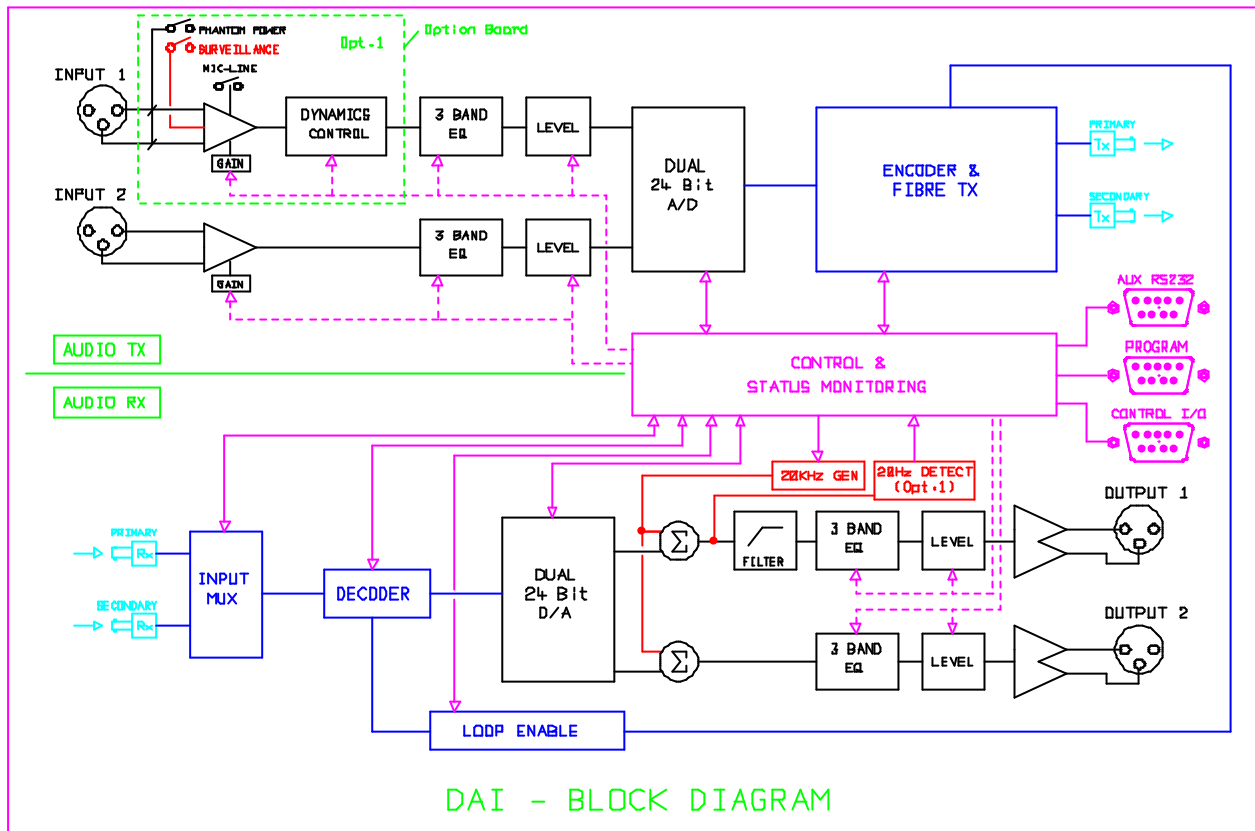 PHANTOM POWER
Opt.1
Option Board
SURVEILLANCE
MIC-LINE
INPUT 1
DYNAMICS
CONTROL
3 BAND
EQ
LEVEL
GAIN
DUAL
24 Bit
A/D
ENCODER &
FIBRE TX
PRIMARY
Tx
SECONDARY
Tx
INPUT 2
3 BAND
EQ
LEVEL
GAIN
AUX RS232
PROGRAM
CONTROL I/O
AUDIO TX
AUDIO RX
CONTROL &
STATUS MONITORING
20KHz GEN
20Hz DETECT
(Opt.1)
PRIMARY
Rx
SECONDARY
Rx
INPUT
MUX
DECODER
DUAL
24 Bit
D/A
Σ
FILTER
3 BAND
EQ
LEVEL
OUTPUT 1
Σ
3 BAND
EQ
LEVEL
OUTPUT 2
LOOP ENABLE
DAI - BLOCK DIAGRAM